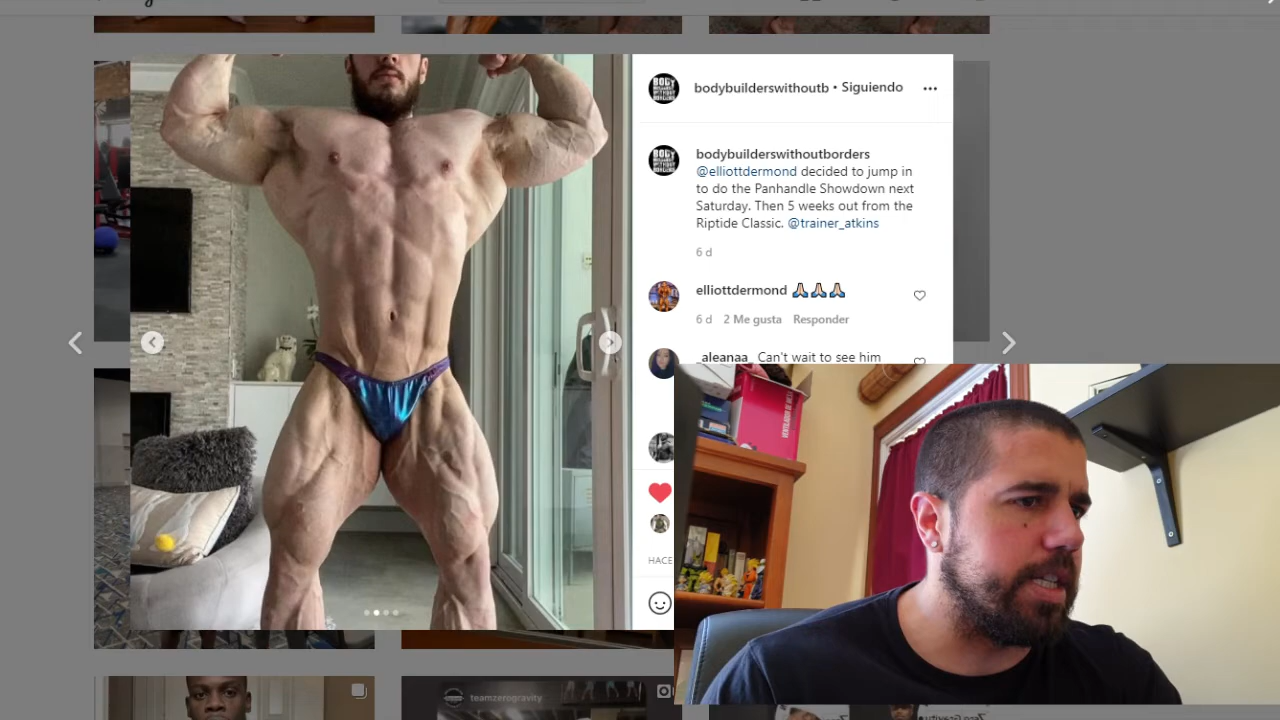 bodybuilderswithoutb • Siguiendo
bodybuilderswithoutborders
@elliottdermond decided to jump in
to do the Panhandle Showdown next
Saturday. Then 5 weeks out from the
Riptide Classic. @trainer_atkins
6 d
elliottdermond 🙏🏻🙏🏻🙏🏻
6 d 2 Me gusta Responder
_aleanaa_ Can't wait to see him
HACE
teamzerogravity